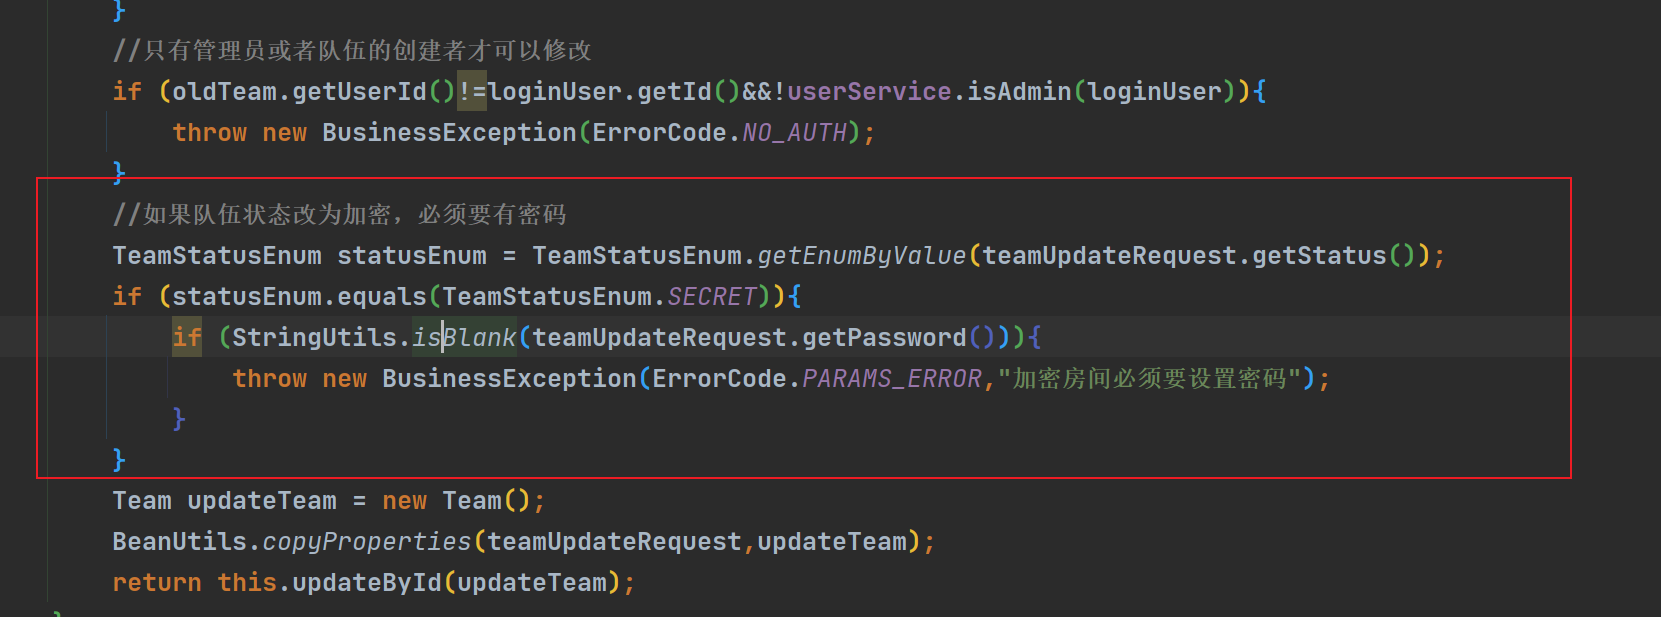 }
//只有管理员或者队伍的创建者才可以修改
if (oldTeam.getUserId()!=loginUser.getId()&&!userService.isAdmin(loginUser)){
throw new BusinessException(ErrorCode.NO_AUTH);
}
//如果队伍状态改为加密，必须要有密码
TeamStatusEnum statusEnum = TeamStatusEnum.getEnumByValue(teamUpdateRequest.getStatus());
if (statusEnum.equals(TeamStatusEnum.SECRET)){
if (StringUtils.isBlank(teamUpdateRequest.getPassword())){
throw new BusinessException(ErrorCode.PARAMS_ERROR,"加密房间必须要设置密码");
}
}
Team updateTeam = new Team();
BeanUtils.copyProperties(teamUpdateRequest,updateTeam);
return this.updateById(updateTeam);
}